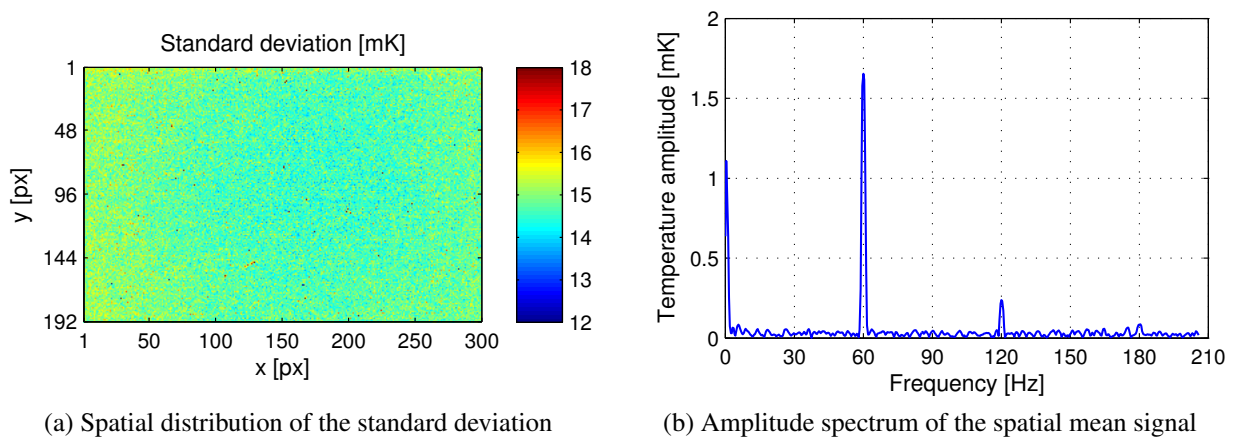 Standard deviation [mK]
1
48
96
144
192
y [px]
1 50 100 150 200 250 300
x [px]
18
17
16
15
14
13
12
(a) Spatial distribution of the standard deviation
2
1.5
1
0.5
0
Temperature amplitude [mK]
0 30 60 90 120 150 180 210
Frequency [Hz]
(b) Amplitude spectrum of the spatial mean signal